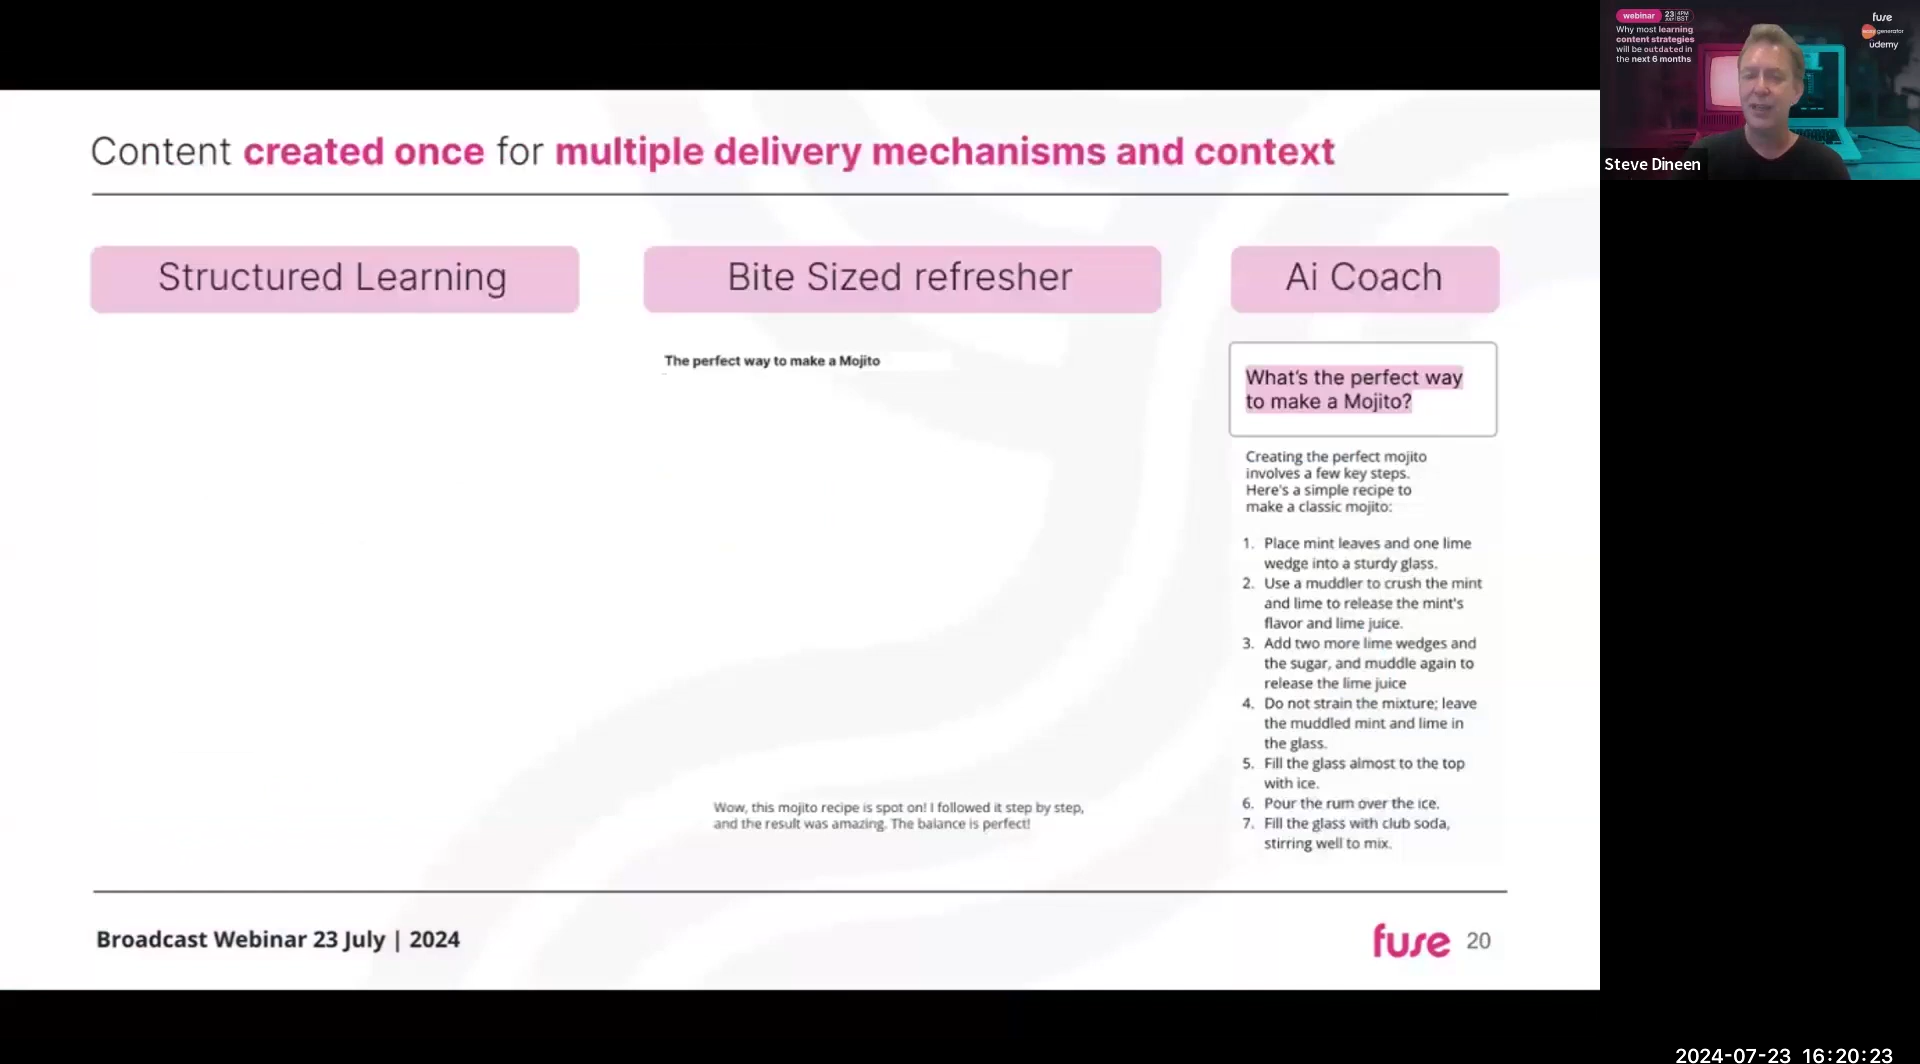 Content created once for multiple delivery mechanisms and context
Structured Learning
Bite Sized refresher
The perfect way to make a Mojito
Wow, this mojito recipe is spot on! I followed it step by step,
and the result was amazing. The balance is perfect!
Ai Coach
What's the perfect way
to make a Mojito?
Creating the perfect mojito
involves a few key steps.
Here's a simple recipe to
make a classic mojito:
1. Place mint leaves and one lime
wedge into a sturdy glass.
2. Use a muddler to crush the mint
and lime to release the mint's
flavor and lime juice.
3. Add two more lime wedges and
the sugar, and muddle again to
release the lime juice
4. Do not strain the mixture; leave
the muddled mint and lime in
the glass.
5. Fill the glass almost to the top
with ice.
6. Pour the rum over the ice.
7. Fill the glass with club soda,
stirring well to mix.
Broadcast Webinar 23 July | 2024
fuse 20
webinar 23 4PM
BST
Why most learning
content strategies
will be outdated in
the next 6 months
fuse
generator
udemy
Steve Dineen
2024-07-23 16:20:23